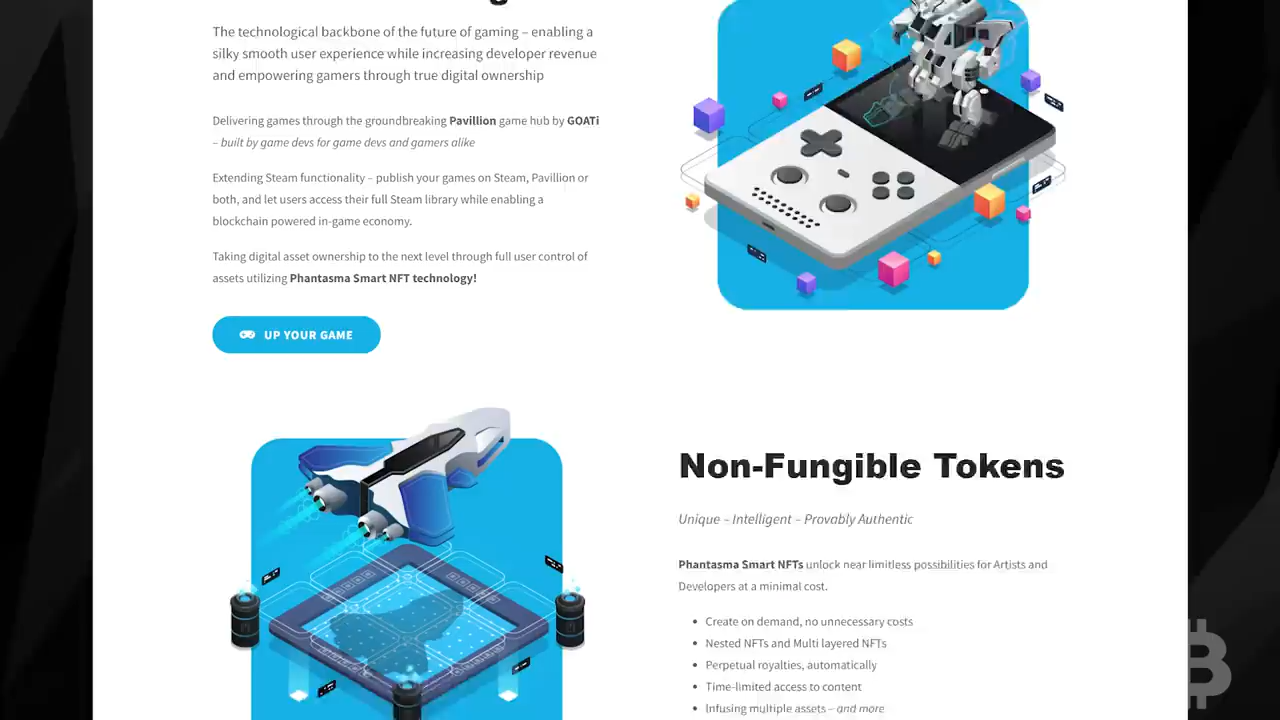 The technological backbone of the future of gaming – enabling a
silky smooth user experience while increasing developer revenue
and empowering gamers through true digital ownership
Delivering games through the groundbreaking Pavillion game hub by GOATi
– built by game devs for game devs and gamers alike
Extending Steam functionality – publish your games on Steam, Pavillion or
both, and let users access their full Steam library while enabling a
blockchain powered in-game economy.
Taking digital asset ownership to the next level through full user control of
assets utilizing Phantasma Smart NFT technology!
UP YOUR GAME
Non-Fungible Tokens
Unique – Intelligent – Provably Authentic
Phantasma Smart NFTs unlock near limitless possibilities for Artists and
Developers at a minimal cost.
• Create on demand, no unnecessary costs
• Nested NFTs and Multi layered NFTs
• Perpetual royalties, automatically
• Time-limited access to content
• Infusing multiple assets – and more